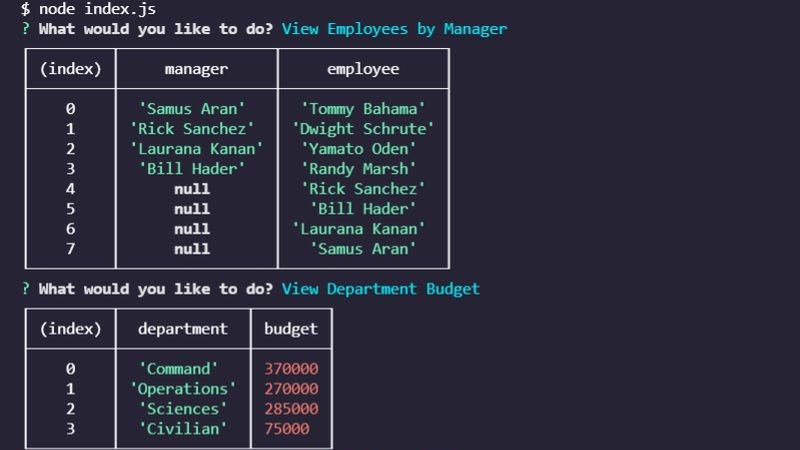 $ node index.js
? What would you like to do? View Employees by Manager
(index) manager employee
0 'Samus Aran' 'Tommy Bahama'
1 'Rick Sanchez' 'Dwight Schrute'
2 'Laurana Kanan' 'Yamato Oden'
3 'Bill Hader' 'Randy Marsh'
4 null 'Rick Sanchez'
5 null 'Bill Hader'
6 null 'Laurana Kanan'
7 null 'Samus Aran'
? What would you like to do? View Department Budget
(index) department budget
0 'Command' 370000
1 'Operations' 270000
2 'Sciences' 285000
3 'Civilian' 75000